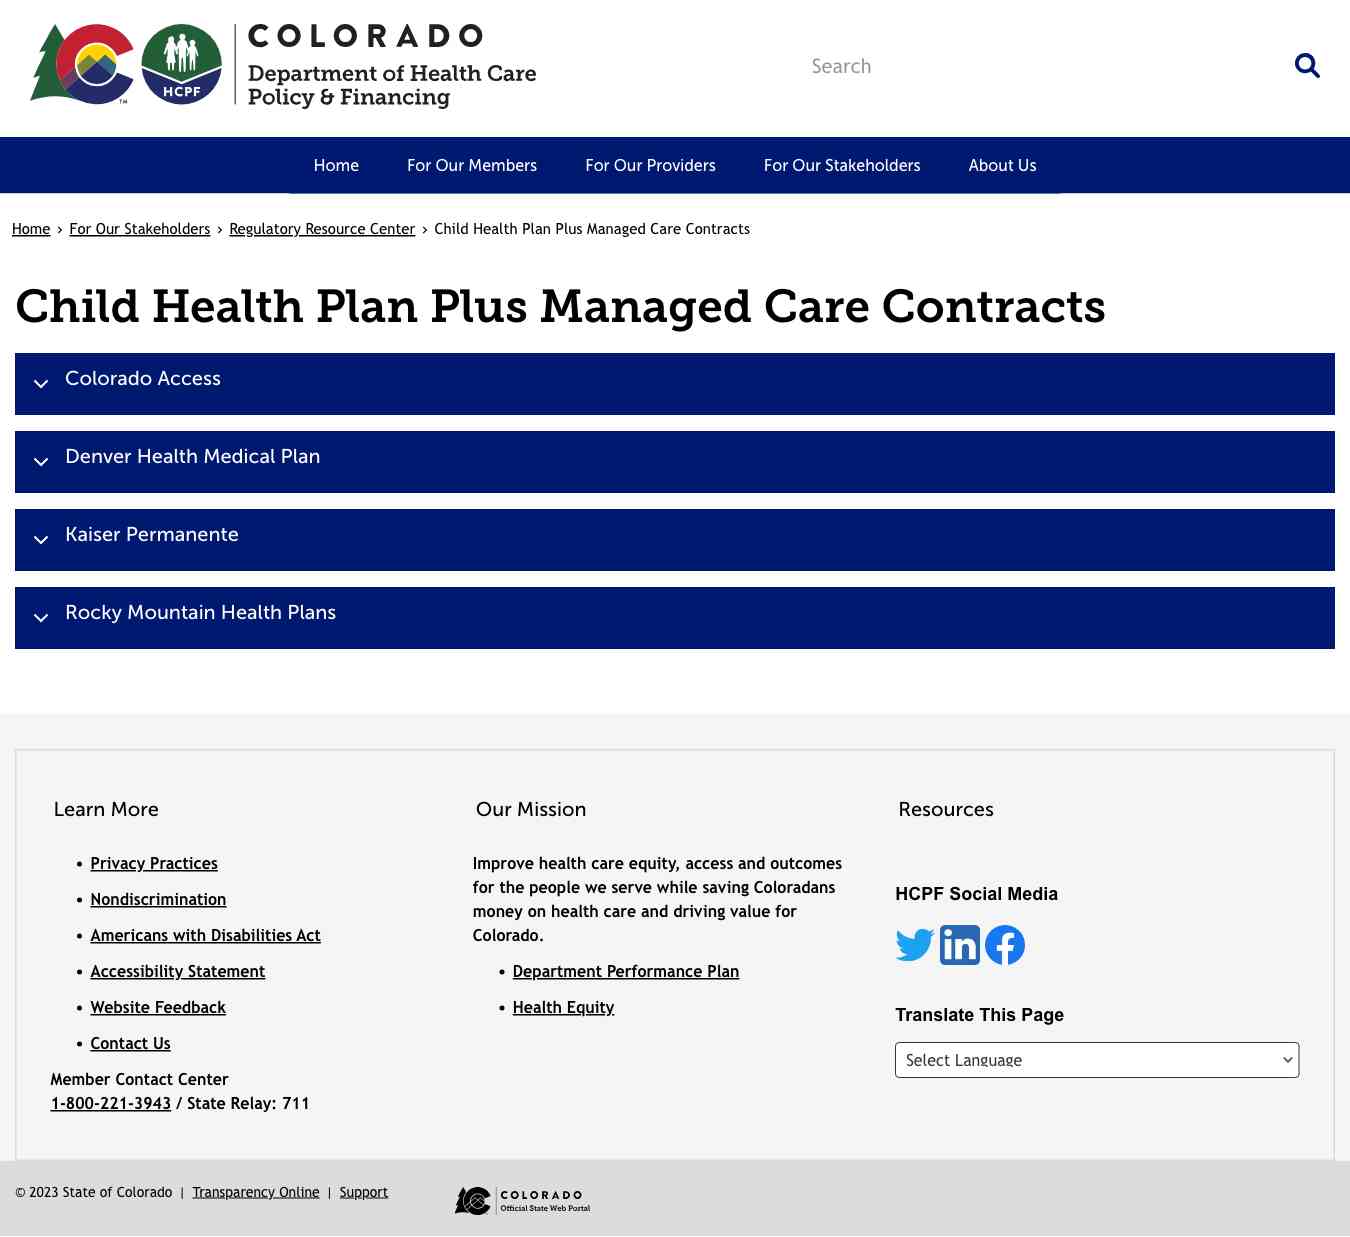 COLORADO
Department of Health Care
Policy & Financing
HCPF
TM
Search
Home
For Our Members
For Our Providers
For Our Stakeholders
About Us
Home › For Our Stakeholders › Regulatory Resource Center › Child Health Plan Plus Managed Care Contracts
Child Health Plan Plus Managed Care Contracts
Colorado Access
Denver Health Medical Plan
Kaiser Permanente
Rocky Mountain Health Plans
Learn More
• Privacy Practices
• Nondiscrimination
• Americans with Disabilities Act
• Accessibility Statement
• Website Feedback
• Contact Us
Member Contact Center
1-800-221-3943 / State Relay: 711
Our Mission
Improve health care equity, access and outcomes
for the people we serve while saving Coloradans
money on health care and driving value for
Colorado.
• Department Performance Plan
• Health Equity
Resources
HCPF Social Media
Translate This Page
Select Language
© 2023 State of Colorado | Transparency Online | Support
COLORADO
Official State Web Portal